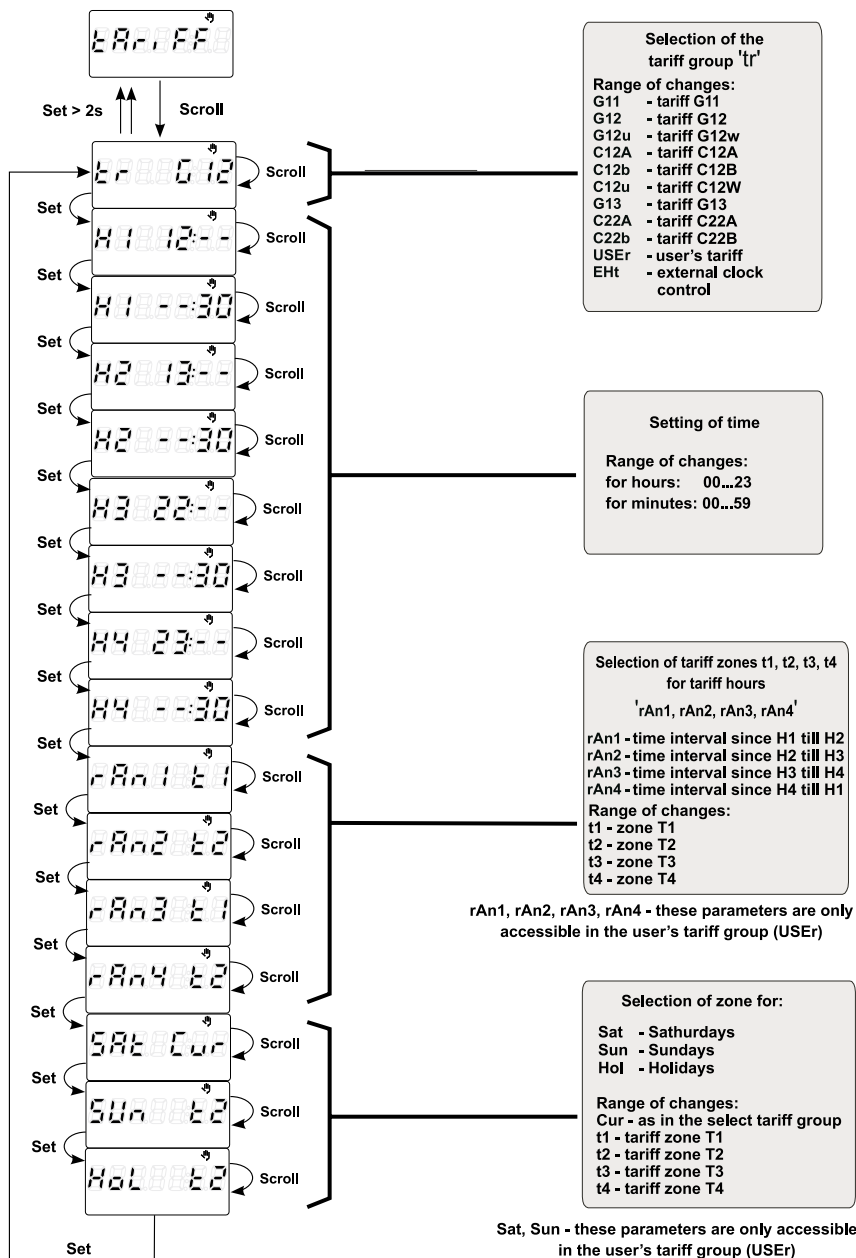 tAriFF
Set > 2s
Scroll
tr G12
Scroll
Set
H1 12:--
Scroll
Set
H1 --:30
Scroll
Set
H2 13:--
Scroll
Set
H2 --:30
Scroll
Set
H3 22:--
Scroll
Set
H3 --:30
Scroll
Set
H4 23:--
Scroll
Set
H4 --:30
Scroll
Set
rAn1 t1
Scroll
Set
rAn2 t2
Scroll
Set
rAn3 t1
Scroll
Set
rAn4 t2
Scroll
Set
SAt Cur
Scroll
Set
SUn t2
Scroll
Set
HoL t2
Scroll
Set
Selection of the
tariff group 'tr'
Range of changes:
G11 - tariff G11
G12 - tariff G12
G12u - tariff G12w
C12A - tariff C12A
C12b - tariff C12B
C12u - tariff C12W
G13 - tariff G13
C22A - tariff C22A
C22b - tariff C22B
USEr - user's tariff
EHt - external clock
control
Setting of time
Range of changes:
for hours: 00...23
for minutes: 00...59
Selection of tariff zones t1, t2, t3, t4
for tariff hours
'rAn1, rAn2, rAn3, rAn4'
rAn1 - time interval since H1 till H2
rAn2 - time interval since H2 till H3
rAn3 - time interval since H3 till H4
rAn4 - time interval since H4 till H1
Range of changes:
t1 - zone T1
t2 - zone T2
t3 - zone T3
t4 - zone T4
rAn1, rAn2, rAn3, rAn4 - these parameters are only
accessible in the user's tariff group (USEr)
Selection of zone for:
Sat - Sathurdays
Sun - Sundays
Hol - Holidays
Range of changes:
Cur - as in the select tariff group
t1 - tariff zone T1
t2 - tariff zone T2
t3 - tariff zone T3
t4 - tariff zone T4
Sat, Sun - these parameters are only accessible
in the user's tariff group (USEr)